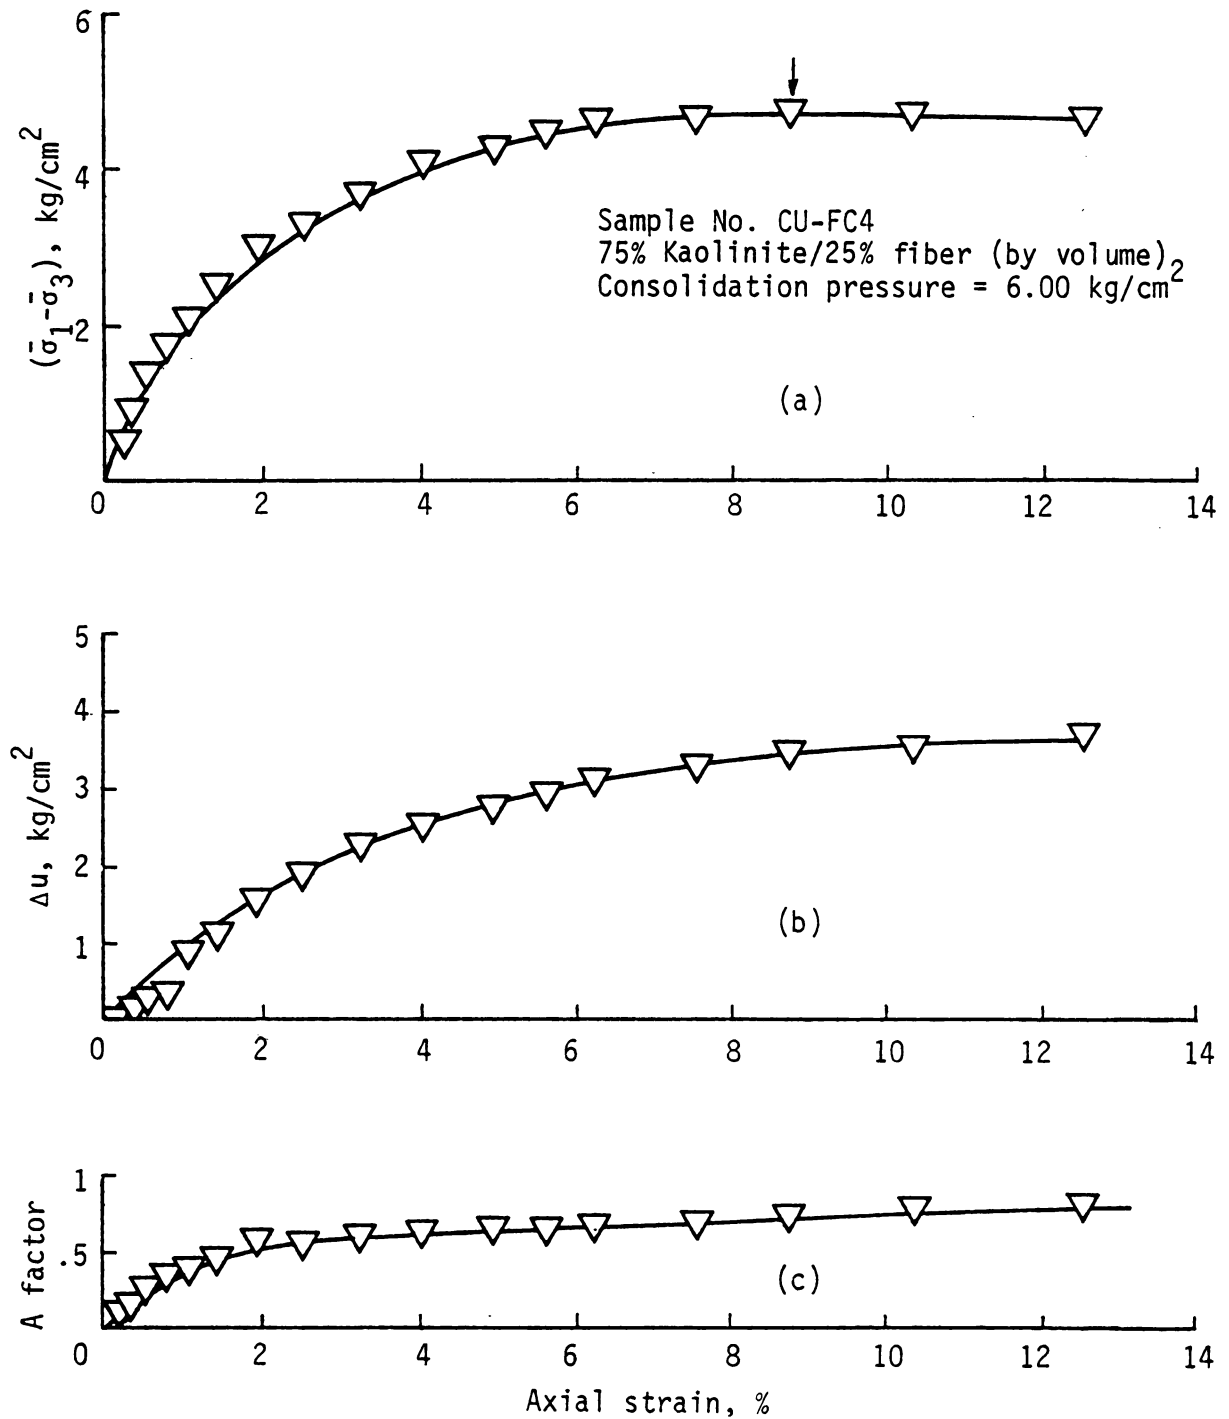 6
4
2
(σ̄1-σ̄3), kg/cm2
Sample No. CU-FC4
75% Kaolinite/25% fiber (by volume)
Consolidation pressure = 6.00 kg/cm2
(a)
0 2 4 6 8 10 12 14
5
4
3
2
1
Δu, kg/cm2
(b)
0 2 4 6 8 10 12 14
1
.5
A factor
(c)
0 2 4 6 8 10 12 14
Axial strain, %